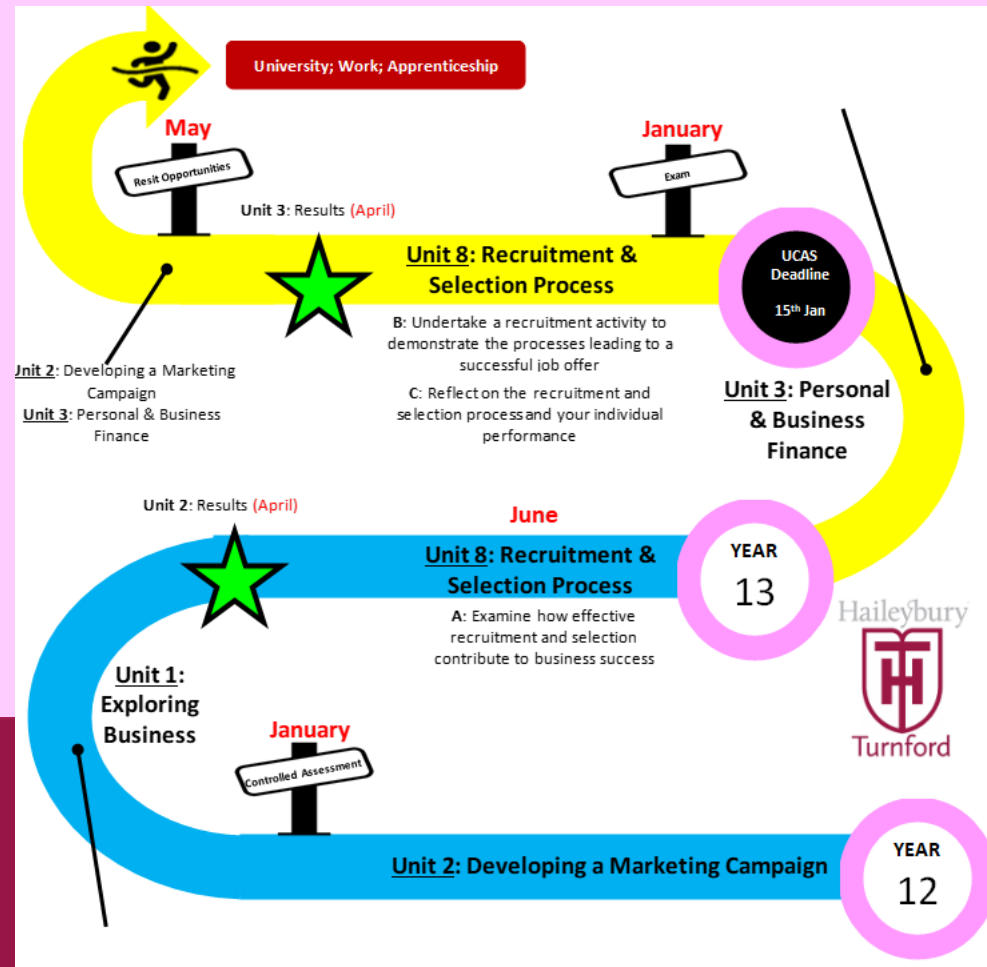 University; Work; Apprenticeship
May
January
Resit Opportunities
Exam
Unit 3: Results (April)
Unit 8: Recruitment &
Selection Process
UCAS
Deadline
15th Jan
B: Undertake a recruitment activity to
demonstrate the processes leading to a
successful job offer
C: Reflect on the recruitment and
selection process and your individual
performance
Unit 2: Developing a Marketing
Campaign
Unit 3: Personal & Business
Finance
Unit 3: Personal
& Business
Finance
Unit 2: Results (April)
June
Unit 8: Recruitment &
Selection Process
A: Examine how effective
recruitment and selection
contribute to business success
YEAR
13
Haileybury
Turnford
Unit 1:
Exploring
Business
January
Controlled Assessment
Unit 2: Developing a Marketing Campaign
YEAR
12